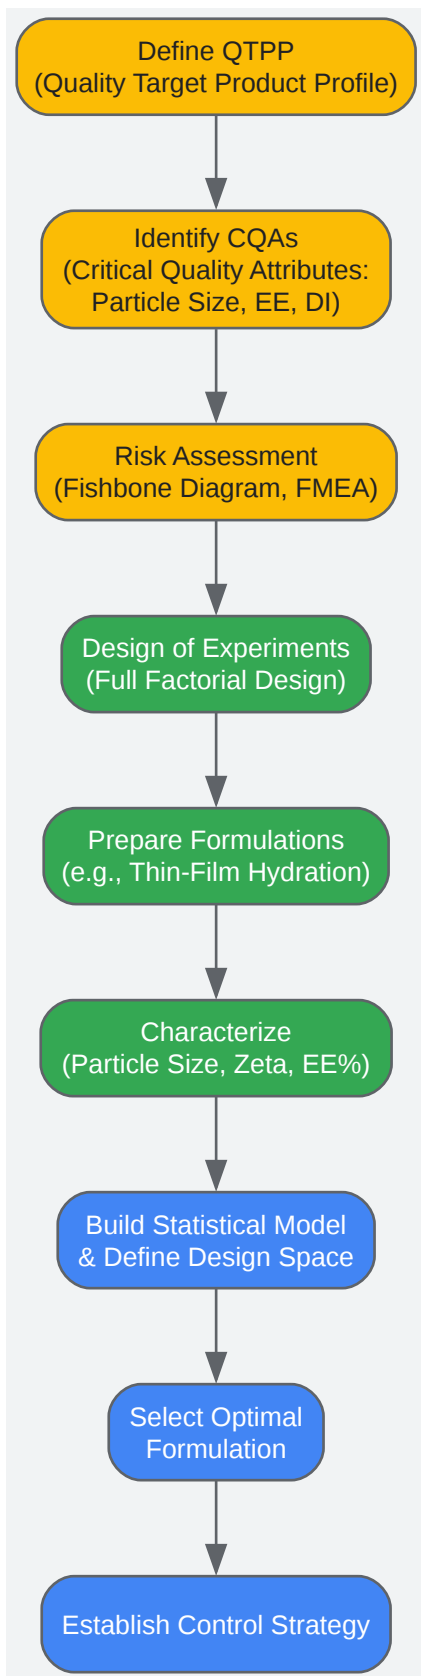 Define QTPP
(Quality Target Product Profile)
Identify CQAs
(Critical Quality Attributes:
Particle Size, EE, DI)
Risk Assessment
(Fishbone Diagram, FMEA)
Design of Experiments
(Full Factorial Design)
Prepare Formulations
(e.g., Thin-Film Hydration)
Characterize
(Particle Size, Zeta, EE%)
Build Statistical Model
& Define Design Space
Select Optimal
Formulation
Establish Control Strategy